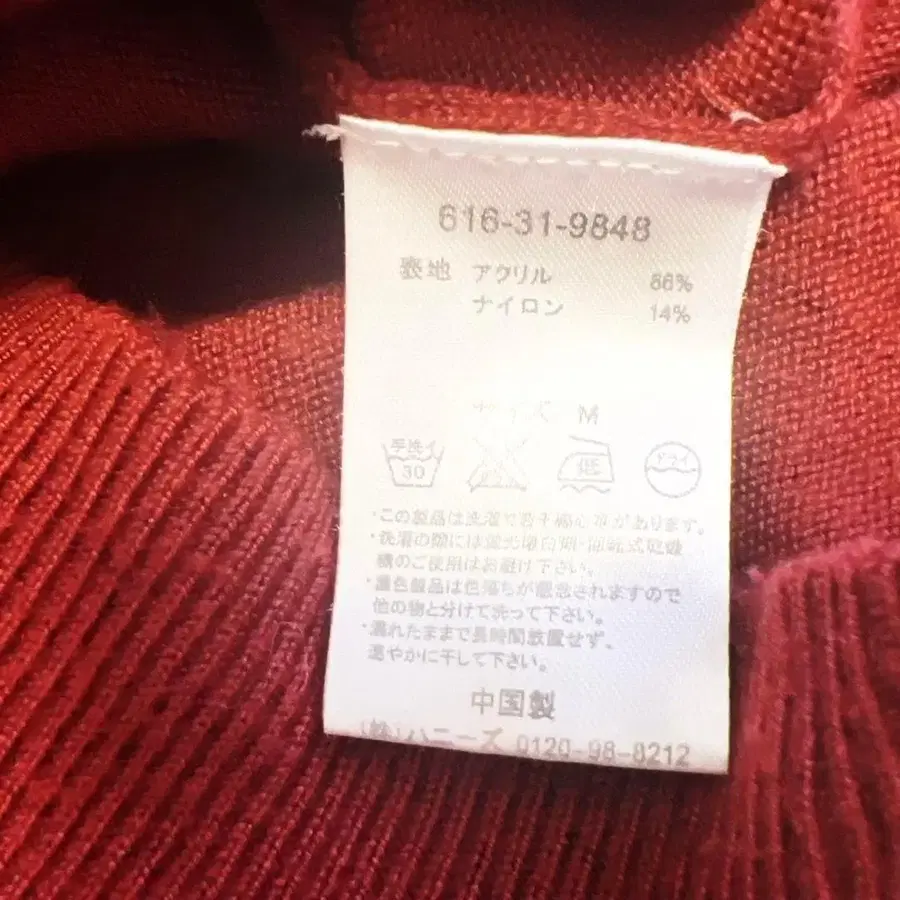 616-31-9848
表地 アクリル 86%
ナイロン 14%
サイズ M
手洗イ
30
低
ドライ
・この製品は洗濯で若干縮む事があります。
・洗濯の際には蛍光増白剤・回転式乾燥
機のご使用はお避け下さい。
・濃色製品は色落ちが懸念されますので
他の物と分けて洗って下さい。
・濡れたままで長時間放置せず、
速やかに干して下さい。
中国製
(株)ハニーズ 0120-98-8212